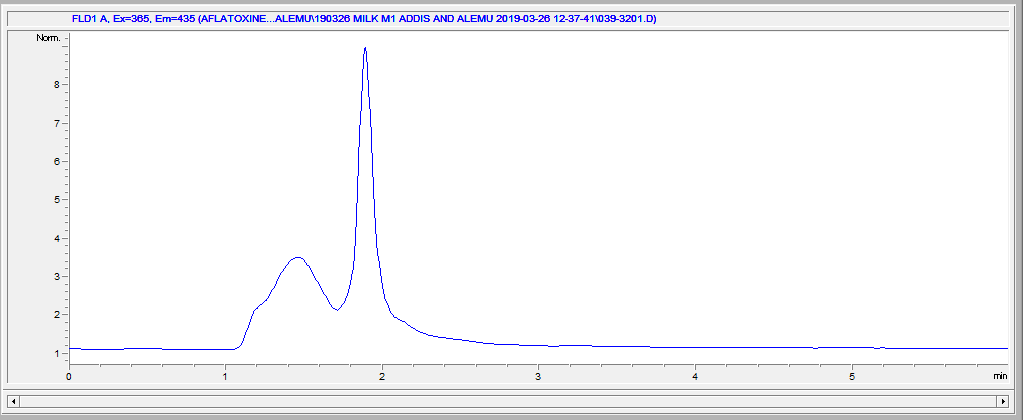 FLD1 A, Ex=365, Em=435 (AFLATOXINE...ALEMU\190326 MILK M1 ADDIS AND ALEMU 2019-03-26 12-37-41\039-3201.D)
Norm.
8
7
6
5
4
3
2
1
0 1 2 3 4 5 min